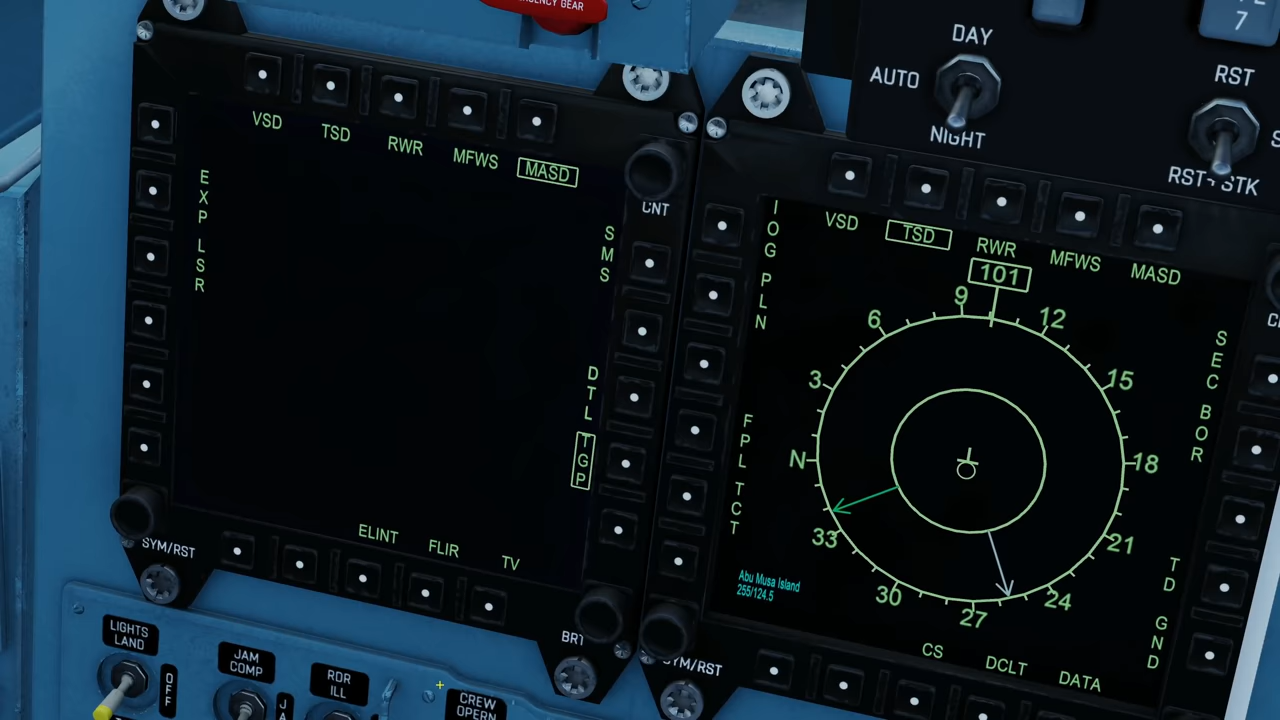 GEAR
7
DAY
AUTO
NIGHT
RST
VSD
TSD
RWR
MFWS
MASD
EXP LSR
CNT
SMS
DTL
TGP
ELINT
FLIR
TV
SYM/RST
BRT
VSD
TSD
RWR
MFWS
MASD
IOG PLN
101
9
12
6
15
3
N
18
33
21
30
24
27
SEC BOR
FPL TCT
TD GND
Abu Musa Island
255/124.5
CS
DCLT
DATA
SYM/RST
LIGHTS
LAND
OFF
JAM
COMP
RDR
ILL
CREW
OPERN